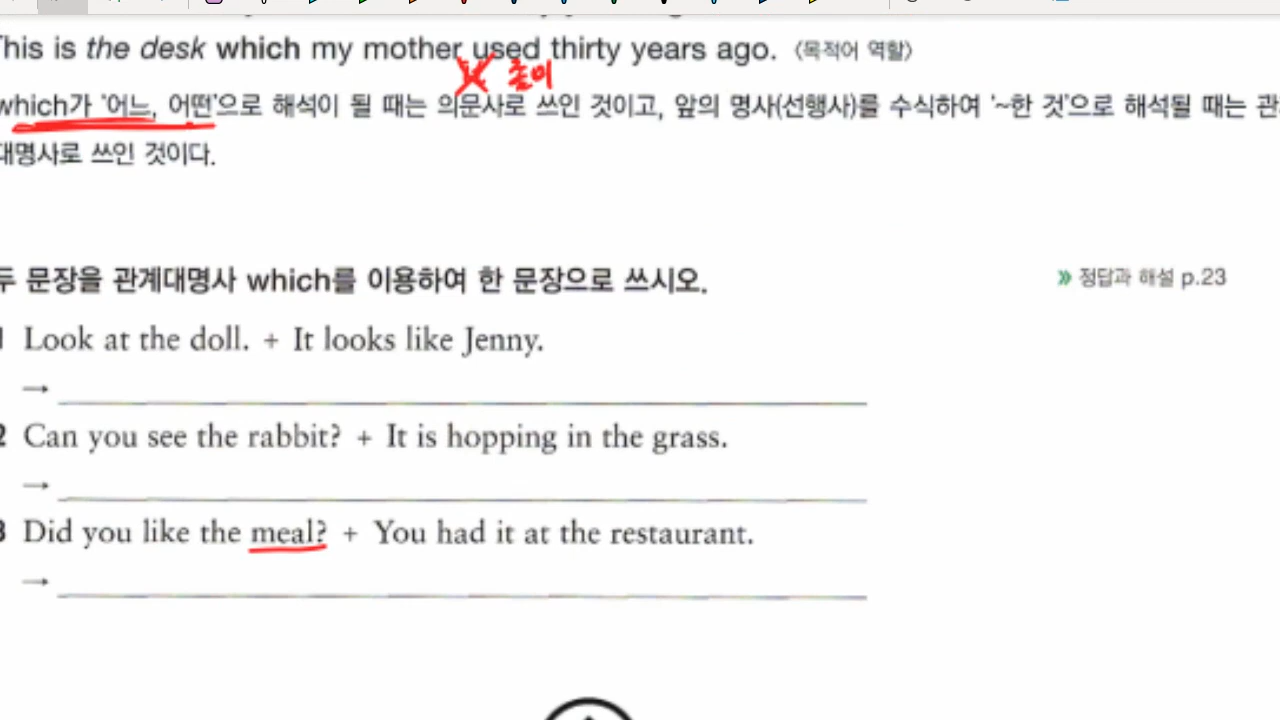 This is the desk which my mother used thirty years ago. 〈목적어 역할〉
which가 '어느, 어떤'으로 해석이 될 때는 의문사로 쓰인 것이고, 앞의 명사(선행사)를 수식하여 '~한 것'으로 해석될 때는 관
대명사로 쓰인 것이다.
두 문장을 관계대명사 which를 이용하여 한 문장으로 쓰시오.
» 정답과 해설 p.23
1 Look at the doll. + It looks like Jenny.
→
2 Can you see the rabbit? + It is hopping in the grass.
→
3 Did you like the meal? + You had it at the restaurant.
→